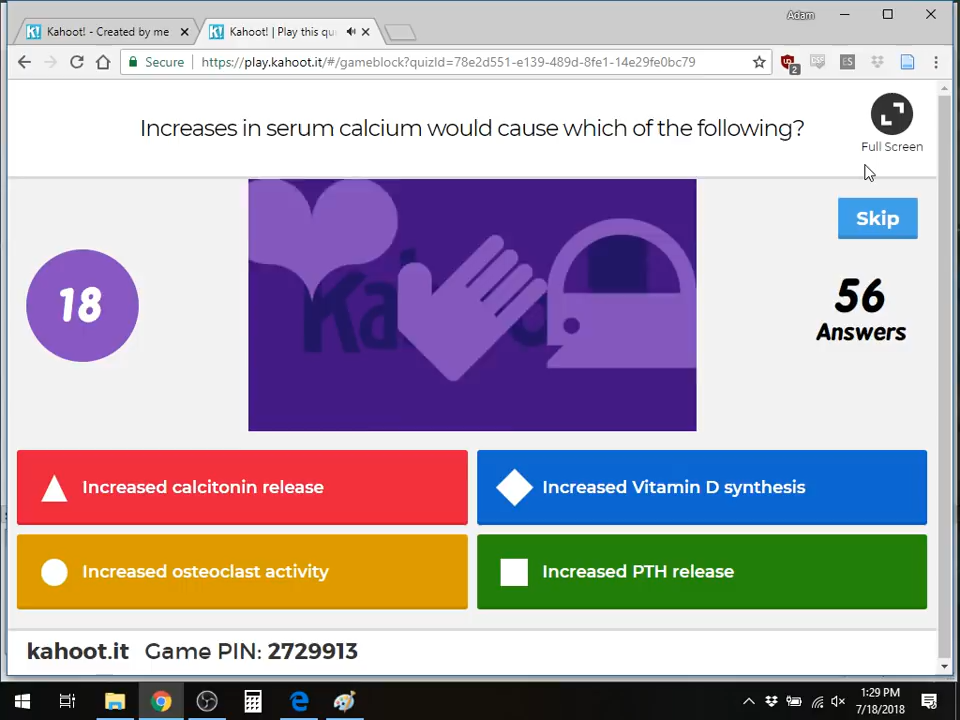 Adam
Kahoot! - Created by me
Kahoot! | Play this qu
Secure
https://play.kahoot.it/#/gameblock?quizId=78e2d551-e139-489d-8fe1-14e29fe0bc79
2
ES
Increases in serum calcium would cause which of the following?
Full Screen
Skip
18
56
Answers
Increased calcitonin release
Increased Vitamin D synthesis
Increased osteoclast activity
Increased PTH release
kahoot.it Game PIN: 2729913
1:29 PM
7/18/2018